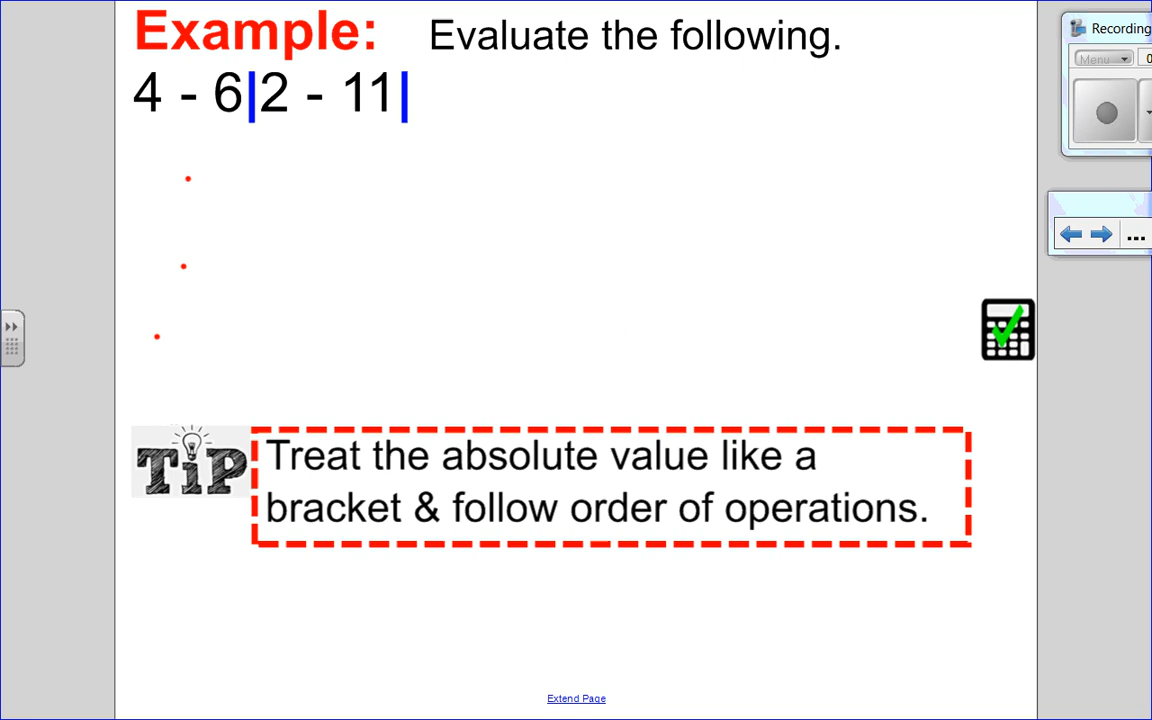 Example: Evaluate the following.
4 - 6|2 - 11|
TiP
Treat the absolute value like a
bracket & follow order of operations.
Extend Page
Recording
Menu
0
...